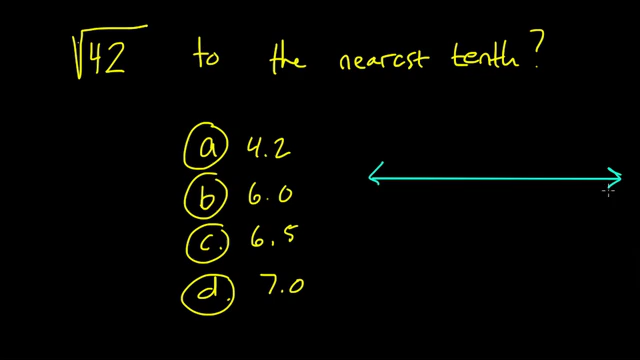 √42 to the nearest tenth?
a 4.2
b 6.0
c. 6.5
d. 7.0